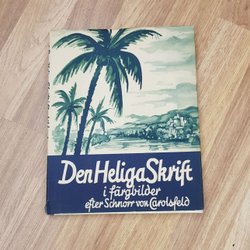 Den Heliga Skrift
i färgbilder
efter Schnorr von Carolsfeld